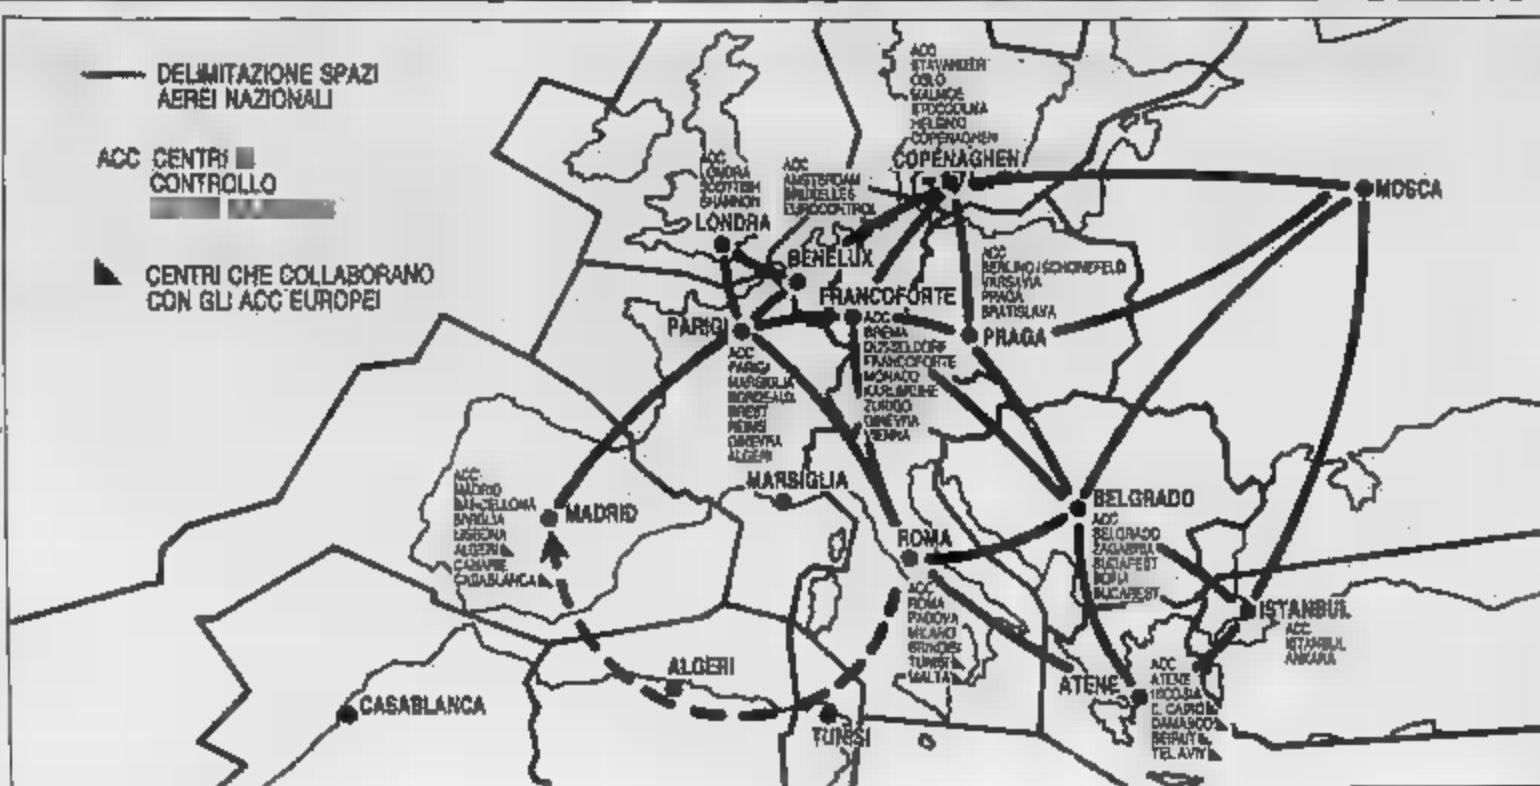 DELIMITAZIONE SPAZI
AEREI NAZIONALI
ACC CENTRI
CONTROLLO
CENTRI CHE COLLABORANO
CON GLI ACC EUROPEI
ACC
STAVANGER
OSLO
MALMOE
STOCCOLMA
HELSINKI
COPENAGHEN
COPENAGHEN
ACC
LONDRA
SCOTTISH
SHANNON
LONDRA
ACC
AMSTERDAM
BRUXELLES
EUROCONTROL
BENELUX
MOSCA
ACC
BERLINO (SCHONEFELD)
VARSAVIA
PRAGA
BRATISLAVA
PRAGA
FRANCOFORTE
ACC
BREMA
DUSSELDORF
FRANCOFORTE
MONACO
KARLSRUHE
ZURIGO
GINEVRA
VIENNA
PARIGI
ACC
PARIGI
MARSIGLIA
BORDEAUX
BREST
REIMS
GINEVRA
ALGERI
MARSIGLIA
ACC
MADRID
BARCELLONA
SIVIGLIA
LISBONA
ALGERI
CANARIE
CASABLANCA
MADRID
BELGRADO
ACC
BELGRADO
ZAGABRIA
BUDAPEST
SOFIA
BUCAREST
ROMA
ACC
ROMA
PADOVA
MILANO
BRINDISI
TUNISI
MALTA
ISTANBUL
ACC
ISTANBUL
ANKARA
ATENE
ACC
ATENE
NICOSIA
IL CAIRO
DAMASCO
BEIRUT
TEL AVIV
ALGERI
CASABLANCA
TUNISI